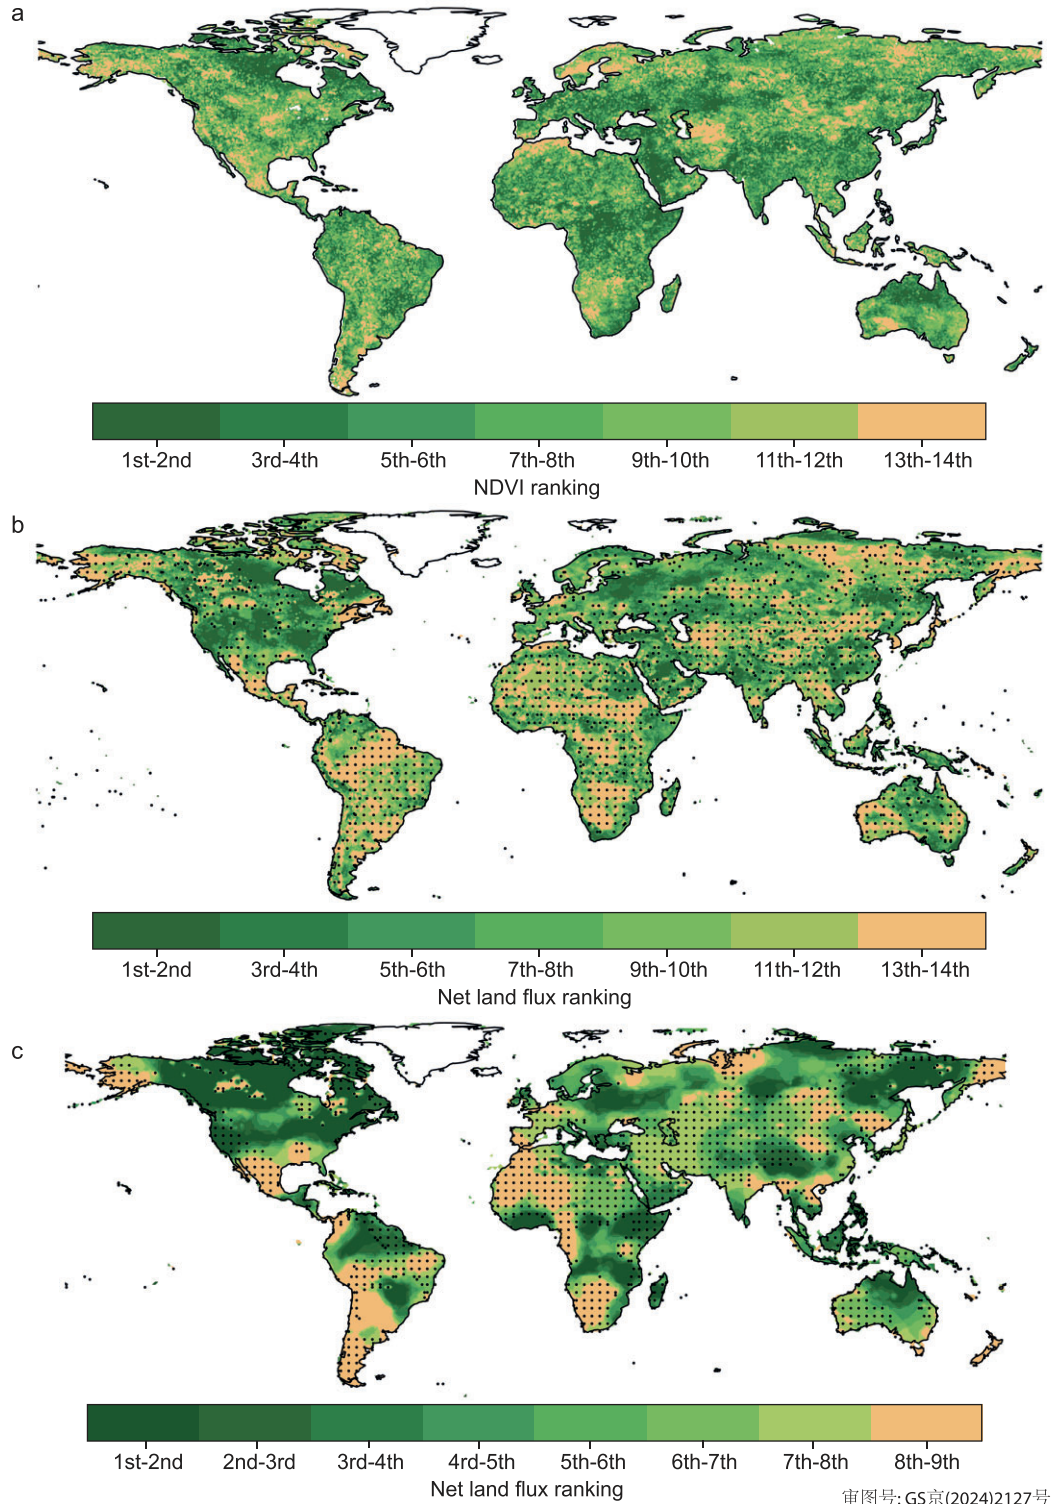 a
1st-2nd 3rd-4th 5th-6th 7th-8th 9th-10th 11th-12th 13th-14th
NDVI ranking
b
1st-2nd 3rd-4th 5th-6th 7th-8th 9th-10th 11th-12th 13th-14th
Net land flux ranking
c
1st-2nd 2nd-3rd 3rd-4th 4rd-5th 5th-6th 6th-7th 7th-8th 8th-9th
Net land flux ranking
审图号: GS京(2024)2127号